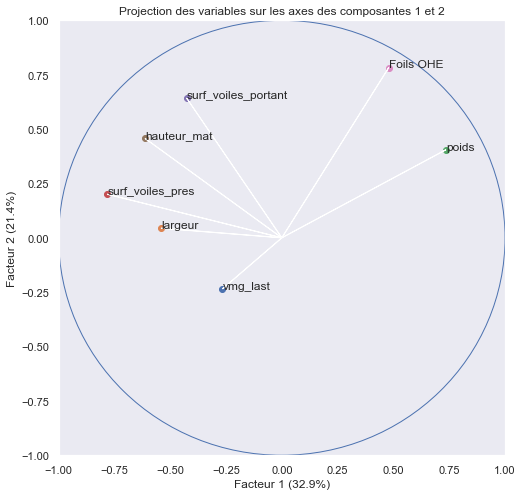 Projection des variables sur les axes des composantes 1 et 2
1.00
0.75
0.50
0.25
0.00
−0.25
−0.50
−0.75
−1.00
Facteur 2 (21.4%)
Foils OHE
surf_voiles_portant
hauteur_mat
poids
surf_voiles_pres
largeur
vmg_last
−1.00
−0.75
−0.50
−0.25
0.00
0.25
0.50
0.75
1.00
Facteur 1 (32.9%)